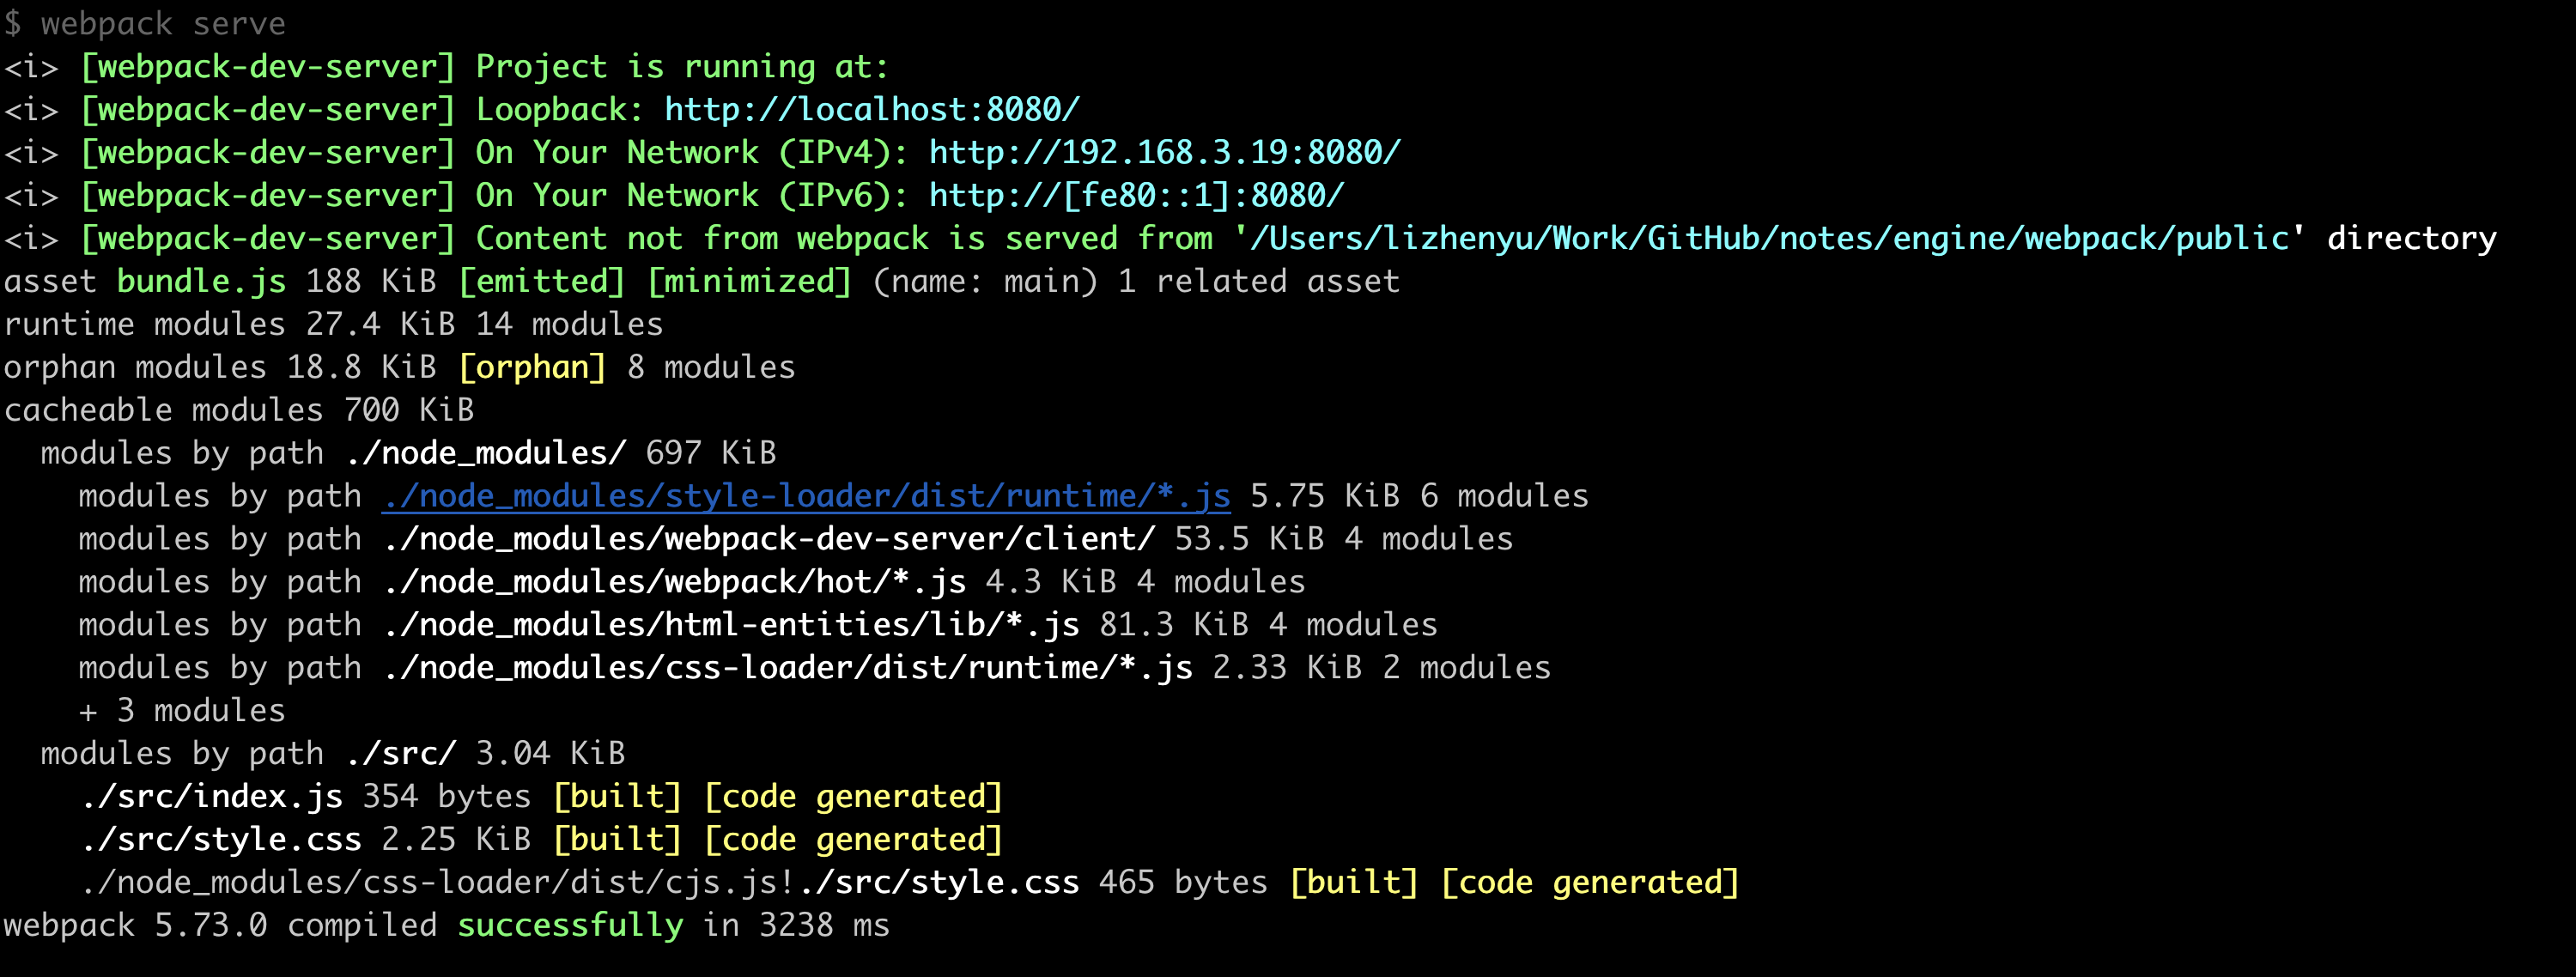 $ webpack serve
<i> [webpack-dev-server] Project is running at:
<i> [webpack-dev-server] Loopback: http://localhost:8080/
<i> [webpack-dev-server] On Your Network (IPv4): http://192.168.3.19:8080/
<i> [webpack-dev-server] On Your Network (IPv6): http://[fe80::1]:8080/
<i> [webpack-dev-server] Content not from webpack is served from '/Users/lizhenyu/Work/GitHub/notes/engine/webpack/public' directory
asset bundle.js 188 KiB [emitted] [minimized] (name: main) 1 related asset
runtime modules 27.4 KiB 14 modules
orphan modules 18.8 KiB [orphan] 8 modules
cacheable modules 700 KiB
  modules by path ./node_modules/ 697 KiB
    modules by path ./node_modules/style-loader/dist/runtime/*.js 5.75 KiB 6 modules
    modules by path ./node_modules/webpack-dev-server/client/ 53.5 KiB 4 modules
    modules by path ./node_modules/webpack/hot/*.js 4.3 KiB 4 modules
    modules by path ./node_modules/html-entities/lib/*.js 81.3 KiB 4 modules
    modules by path ./node_modules/css-loader/dist/runtime/*.js 2.33 KiB 2 modules
    + 3 modules
  modules by path ./src/ 3.04 KiB
    ./src/index.js 354 bytes [built] [code generated]
    ./src/style.css 2.25 KiB [built] [code generated]
    ./node_modules/css-loader/dist/cjs.js!./src/style.css 465 bytes [built] [code generated]
webpack 5.73.0 compiled successfully in 3238 ms